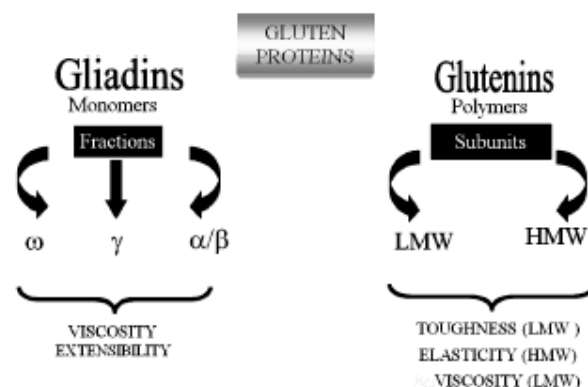 GLUTEN
PROTEINS
Gliadins
Monomers
Fractions
ω γ α/β
VISCOSITY
EXTENSIBILITY
Glutenins
Polymers
Subunits
LMW HMW
TOUGHNESS (LMW )
ELASTICITY (HMW)
VISCOSITY (LMW)